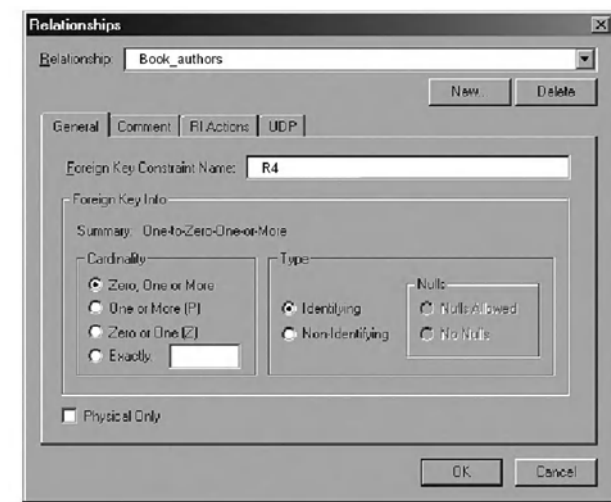 Relationships
Relationship: Book_authors
New... Delete
General Comment RI Actions UDP
Foreign Key Constraint Name: R4
Foreign Key Info
Summary: One-to-Zero-One-or-More
Cardinality
Zero, One or More
One or More (P)
Zero or One (Z)
Exactly:
Type
Identifying
Non-Identifying
Nulls
Nulls Allowed
No Nulls
Physical Only
OK Cancel